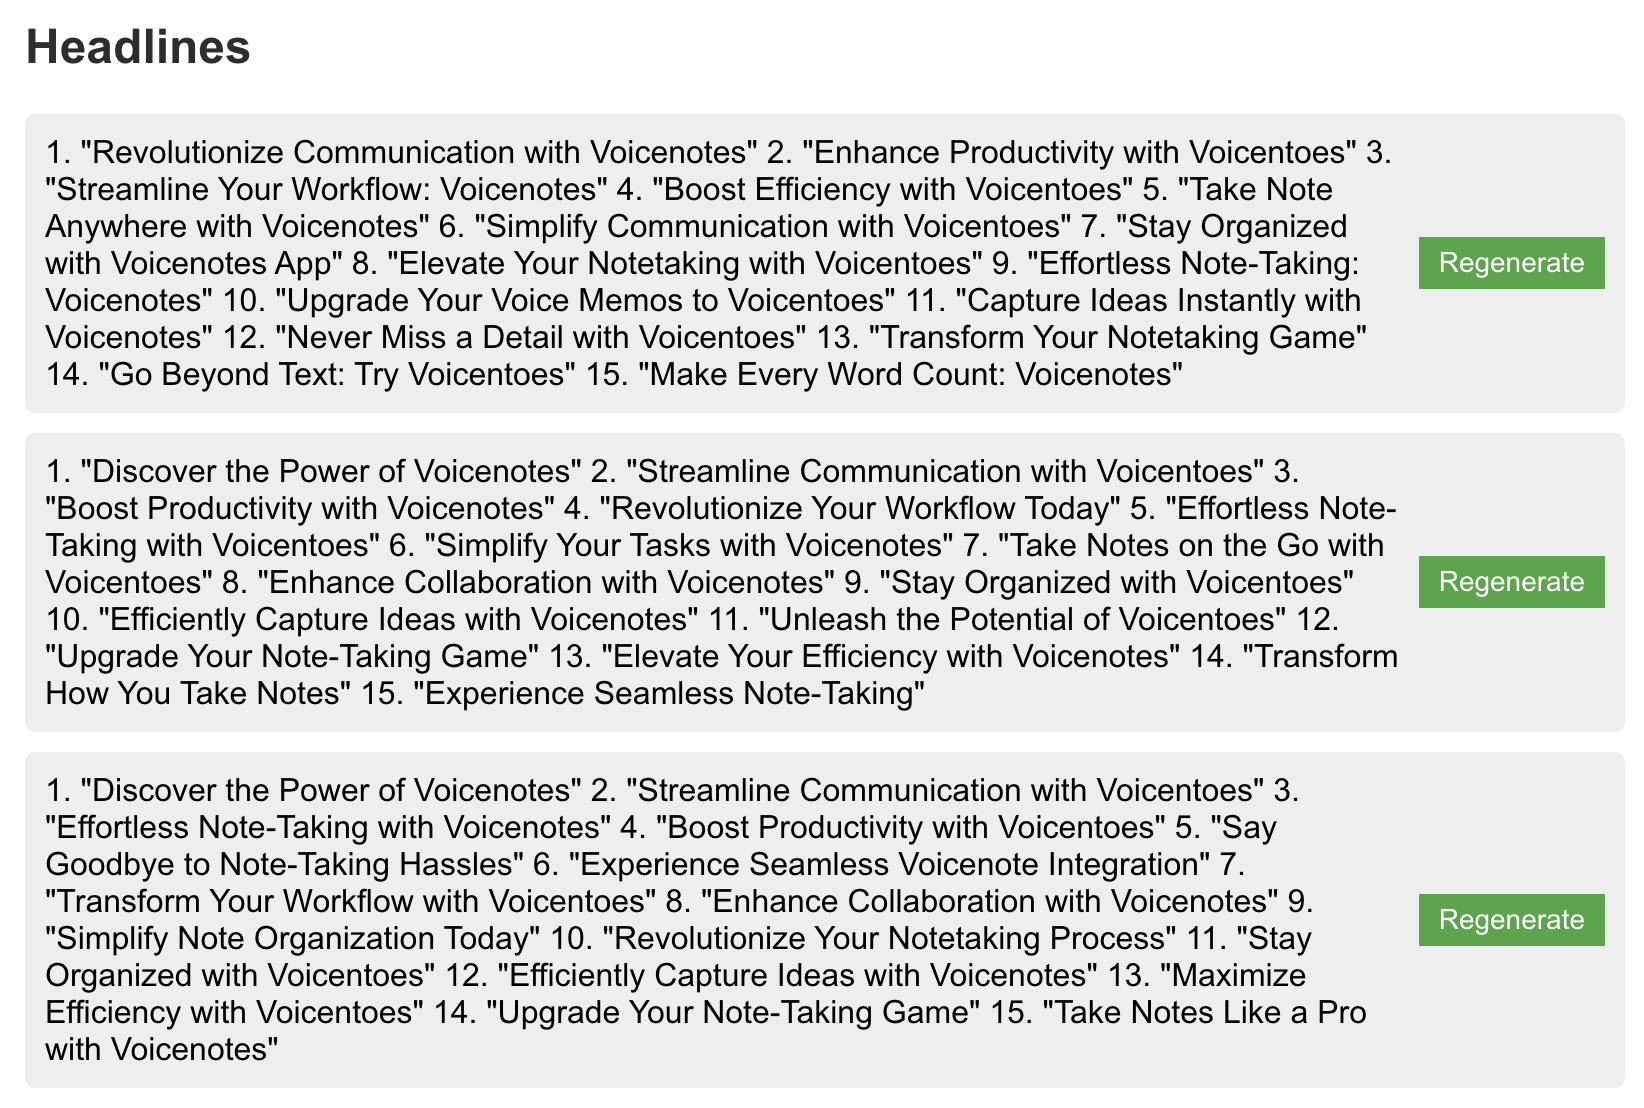 Headlines
1. "Revolutionize Communication with Voicenotes" 2. "Enhance Productivity with Voicentoes" 3.
"Streamline Your Workflow: Voicenotes" 4. "Boost Efficiency with Voicentoes" 5. "Take Note
Anywhere with Voicenotes" 6. "Simplify Communication with Voicentoes" 7. "Stay Organized
with Voicenotes App" 8. "Elevate Your Notetaking with Voicentoes" 9. "Effortless Note-Taking:
Voicenotes" 10. "Upgrade Your Voice Memos to Voicentoes" 11. "Capture Ideas Instantly with
Voicenotes" 12. "Never Miss a Detail with Voicentoes" 13. "Transform Your Notetaking Game"
14. "Go Beyond Text: Try Voicentoes" 15. "Make Every Word Count: Voicenotes"
Regenerate
1. "Discover the Power of Voicenotes" 2. "Streamline Communication with Voicentoes" 3.
"Boost Productivity with Voicenotes" 4. "Revolutionize Your Workflow Today" 5. "Effortless Note-
Taking with Voicentoes" 6. "Simplify Your Tasks with Voicenotes" 7. "Take Notes on the Go with
Voicentoes" 8. "Enhance Collaboration with Voicenotes" 9. "Stay Organized with Voicentoes"
10. "Efficiently Capture Ideas with Voicenotes" 11. "Unleash the Potential of Voicentoes" 12.
"Upgrade Your Note-Taking Game" 13. "Elevate Your Efficiency with Voicenotes" 14. "Transform
How You Take Notes" 15. "Experience Seamless Note-Taking"
Regenerate
1. "Discover the Power of Voicenotes" 2. "Streamline Communication with Voicentoes" 3.
"Effortless Note-Taking with Voicenotes" 4. "Boost Productivity with Voicentoes" 5. "Say
Goodbye to Note-Taking Hassles" 6. "Experience Seamless Voicenote Integration" 7.
"Transform Your Workflow with Voicentoes" 8. "Enhance Collaboration with Voicenotes" 9.
"Simplify Note Organization Today" 10. "Revolutionize Your Notetaking Process" 11. "Stay
Organized with Voicentoes" 12. "Efficiently Capture Ideas with Voicenotes" 13. "Maximize
Efficiency with Voicentoes" 14. "Upgrade Your Note-Taking Game" 15. "Take Notes Like a Pro
with Voicenotes"
Regenerate